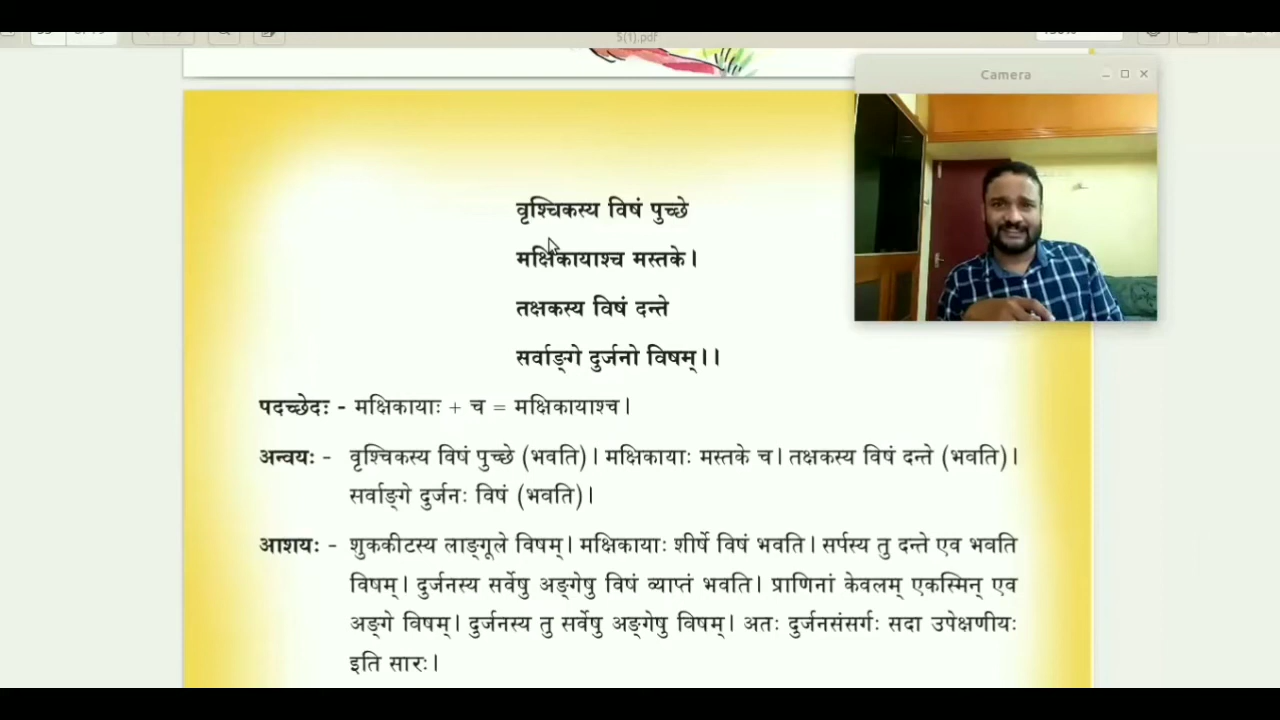 5(1).pdf
Camera
वृश्चिकस्य विषं पुच्छे
मक्षिकायाश्च मस्तके।
तक्षकस्य विषं दन्ते
सर्वाङ्गे दुर्जनो विषम्।।
पदच्छेदः - मक्षिकायाः + च = मक्षिकायाश्च।
अन्वयः - वृश्चिकस्य विषं पुच्छे (भवति)। मक्षिकायाः मस्तके च। तक्षकस्य विषं दन्ते (भवति)।
सर्वाङ्गे दुर्जनः विषं (भवति)।
आशयः - शुककीटस्य लाङ्गूले विषम्। मक्षिकायाः शीर्षे विषं भवति। सर्पस्य तु दन्ते एव भवति
विषम्। दुर्जनस्य सर्वेषु अङ्गेषु विषं व्याप्तं भवति। प्राणिनां केवलम् एकस्मिन् एव
अङ्गे विषम्। दुर्जनस्य तु सर्वेषु अङ्गेषु विषम्। अतः दुर्जनसंसर्गः सदा उपेक्षणीयः
इति सारः।